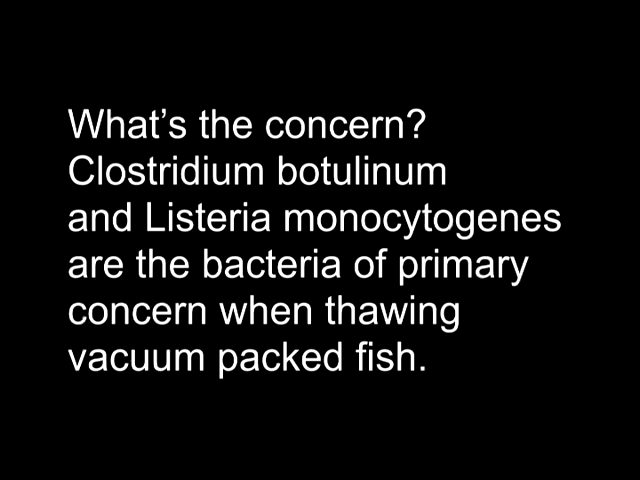 What's the concern?
Clostridium botulinum
and Listeria monocytogenes
are the bacteria of primary
concern when thawing
vacuum packed fish.